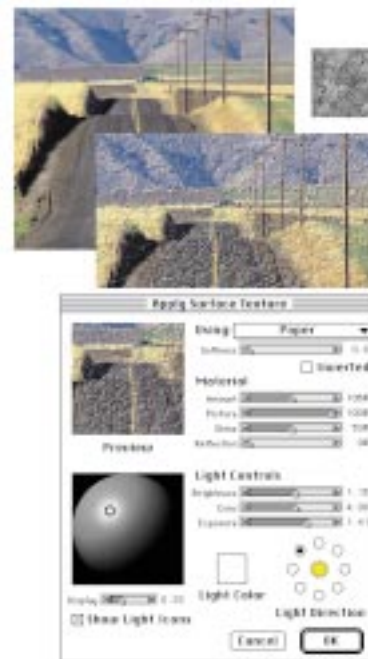 Apply Surface Texture
Using: Paper
Softness
Inverted
Material
Amount
Picture
Shine
Reflection
Preview
Light Controls
Brightness
Conc
Exposure
Display
Light Color
Light Direction
Show Light Icons
Cancel
OK